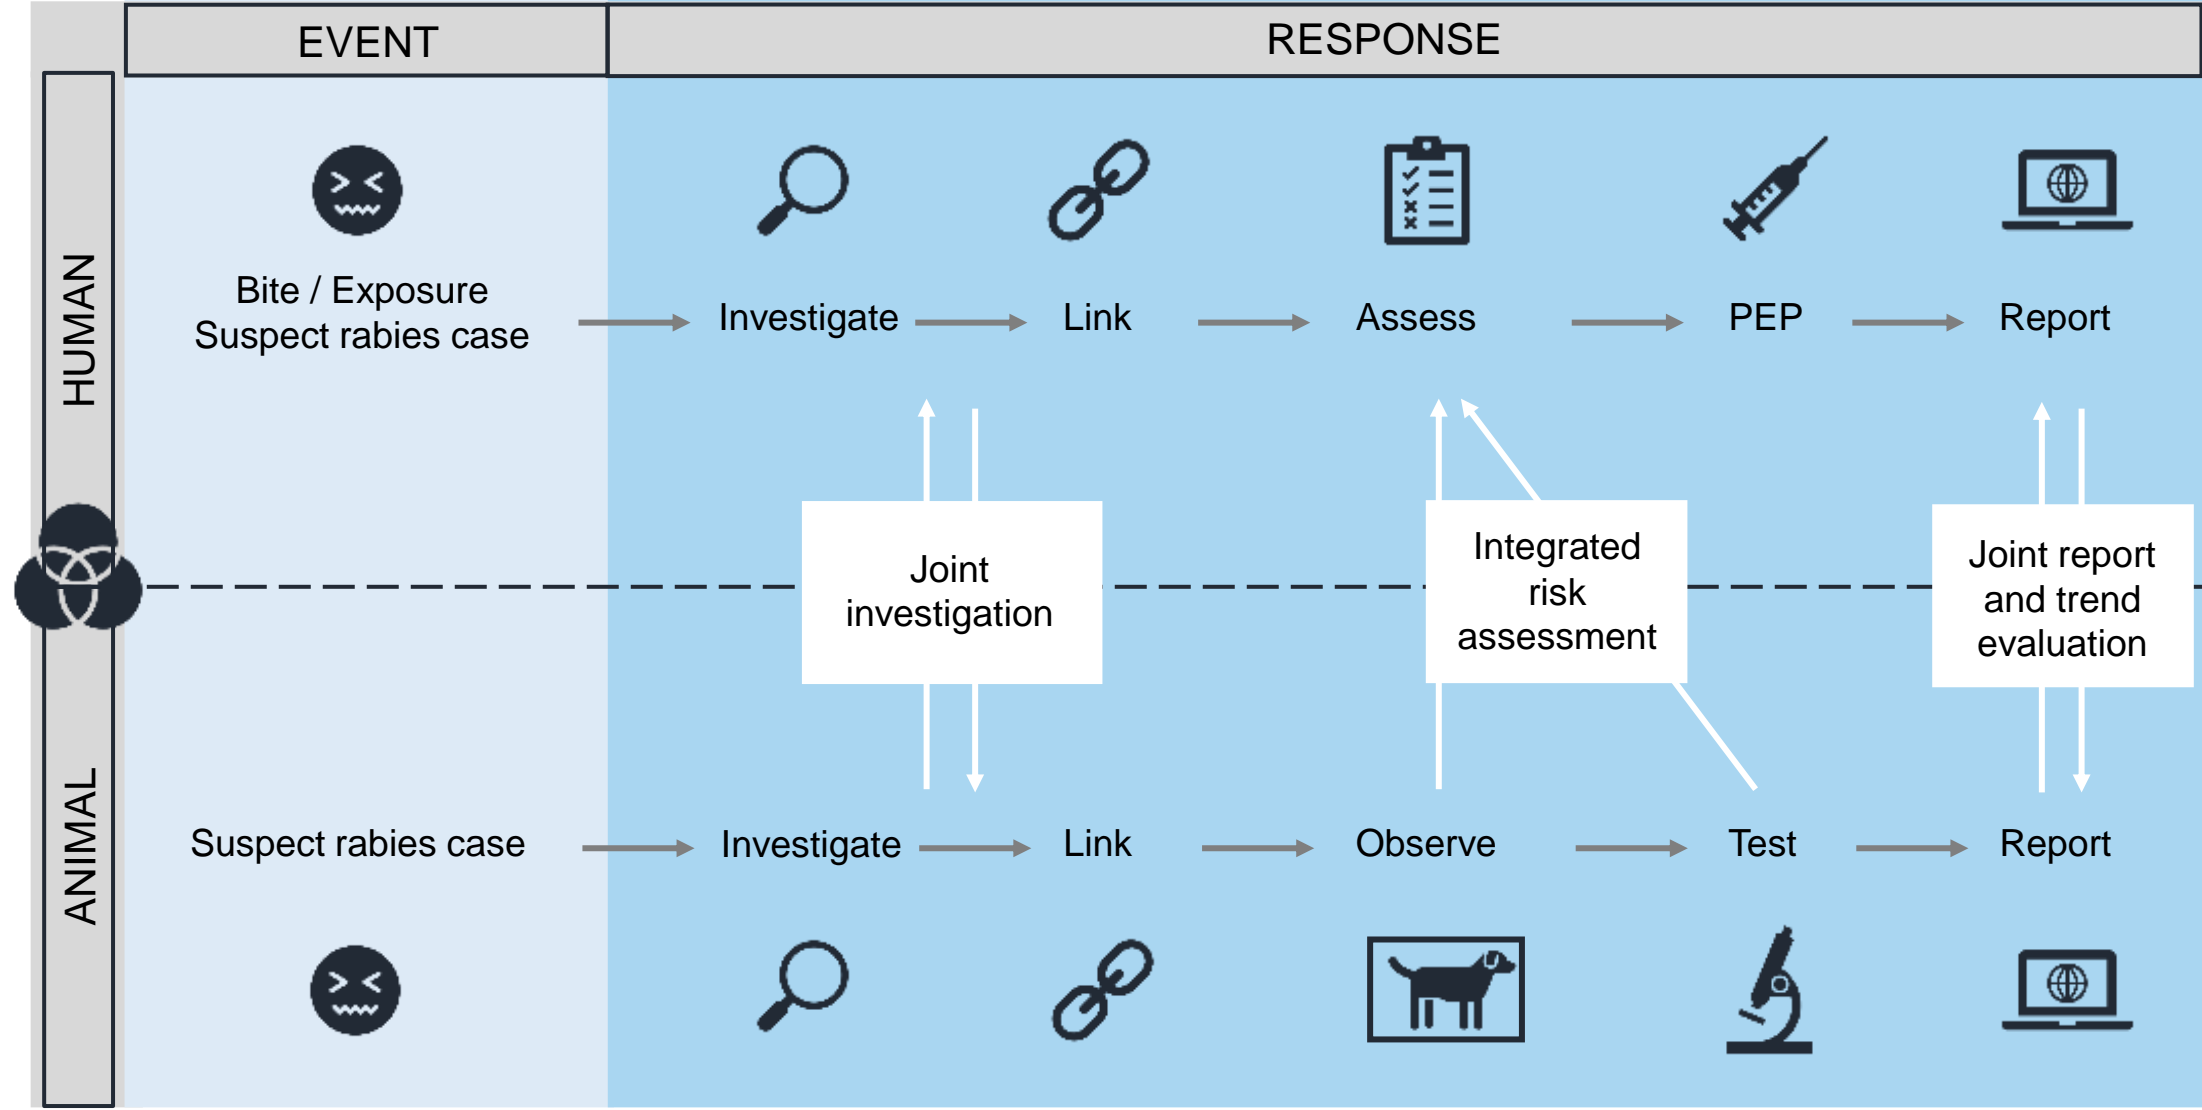 EVENT
RESPONSE
HUMAN
Bite / Exposure
Suspect rabies case
Investigate
Link
Assess
PEP
Report
Joint
investigation
Integrated
risk
assessment
Joint report
and trend
evaluation
ANIMAL
Suspect rabies case
Investigate
Link
Observe
Test
Report